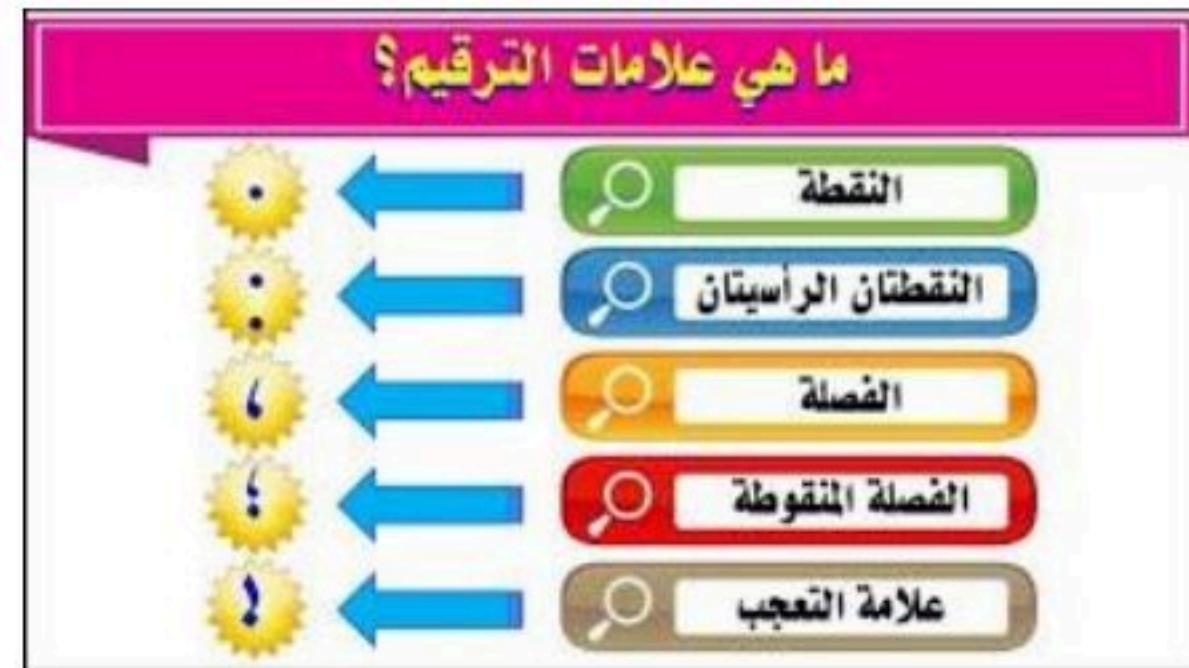 ما هي علامات الترقيم؟
النقطة .
النقطتان الرأسيتان :
الفصلة ،
الفصلة المنقوطة ؛
علامة التعجب !